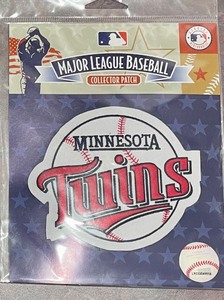 MAJOR LEAGUE BASEBALL
COLLECTOR PATCH
MINNESOTA
Twins